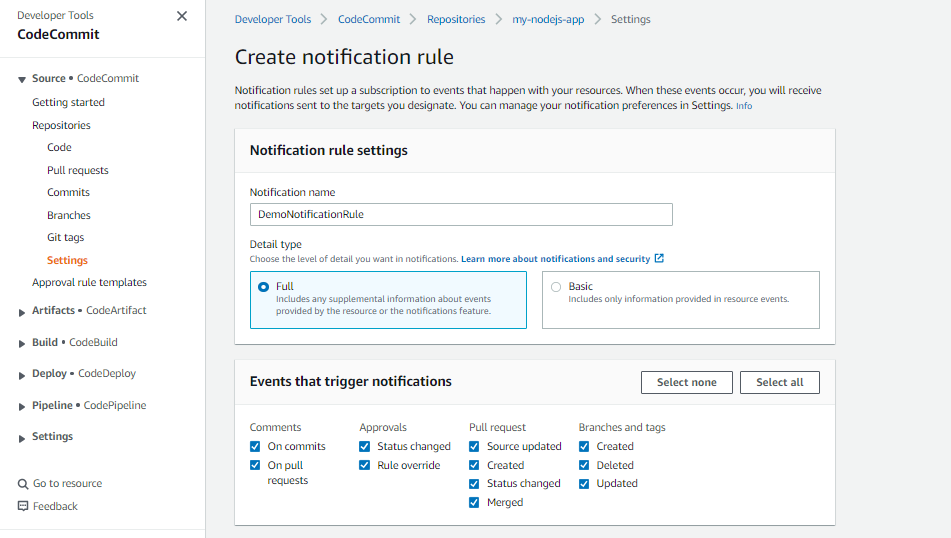 Developer Tools
CodeCommit
Source • CodeCommit
Getting started
Repositories
Code
Pull requests
Commits
Branches
Git tags
Settings
Approval rule templates
Artifacts • CodeArtifact
Build • CodeBuild
Deploy • CodeDeploy
Pipeline • CodePipeline
Settings
Go to resource
Feedback
Developer Tools > CodeCommit > Repositories > my-nodejs-app > Settings
Create notification rule
Notification rules set up a subscription to events that happen with your resources. When these events occur, you will receive
notifications sent to the targets you designate. You can manage your notification preferences in Settings. Info
Notification rule settings
Notification name
DemoNotificationRule
Detail type
Choose the level of detail you want in notifications. Learn more about notifications and security
Full
Includes any supplemental information about events
provided by the resource or the notifications feature.
Basic
Includes only information provided in resource events.
Events that trigger notifications
Select none
Select all
Comments
On commits
On pull
requests
Approvals
Status changed
Rule override
Pull request
Source updated
Created
Status changed
Merged
Branches and tags
Created
Deleted
Updated